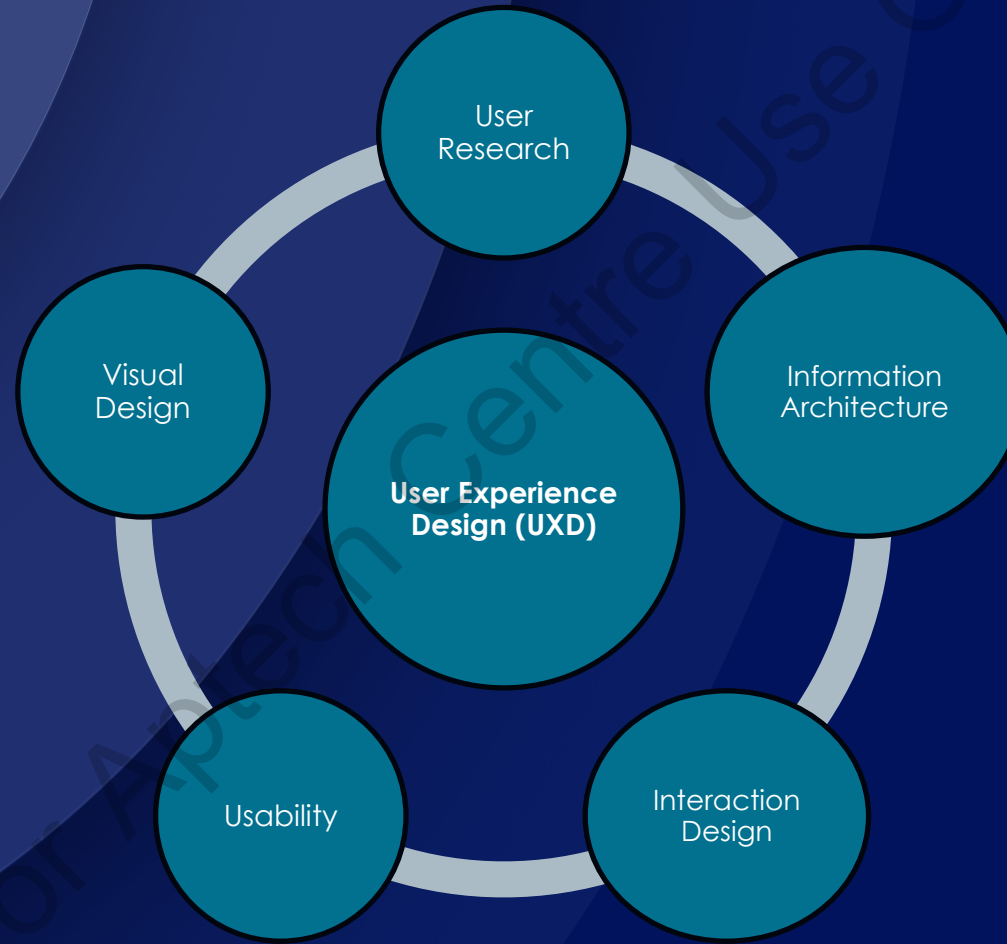 User
Research
Visual
Design
Information
Architecture
User Experience
Design (UXD)
Usability
Interaction
Design
or Aptech Centre Use